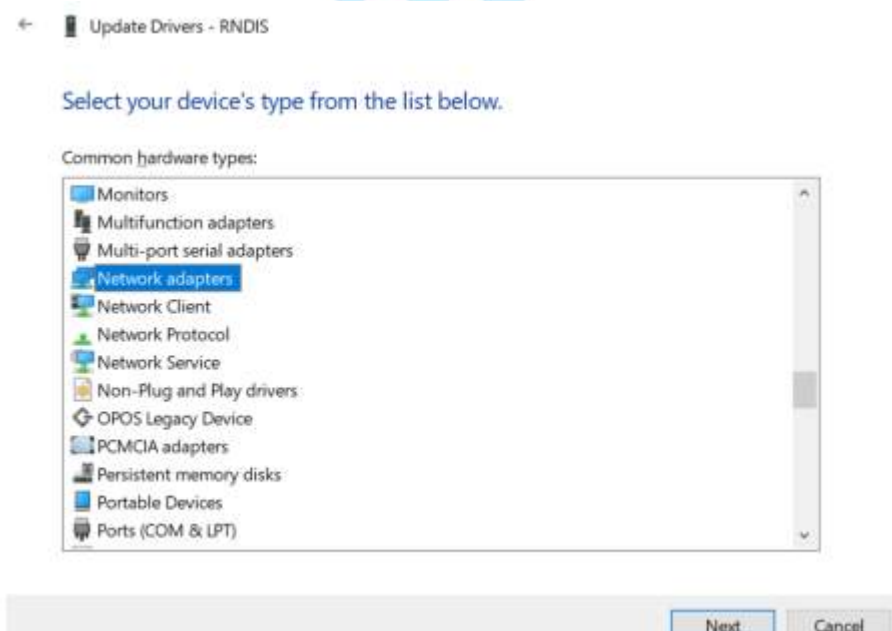 Update Drivers - RNDIS
Select your device's type from the list below.
Common hardware types:
Monitors
Multifunction adapters
Multi-port serial adapters
Network adapters
Network Client
Network Protocol
Network Service
Non-Plug and Play drivers
OPOS Legacy Device
PCMCIA adapters
Persistent memory disks
Portable Devices
Ports (COM & LPT)
Next Cancel